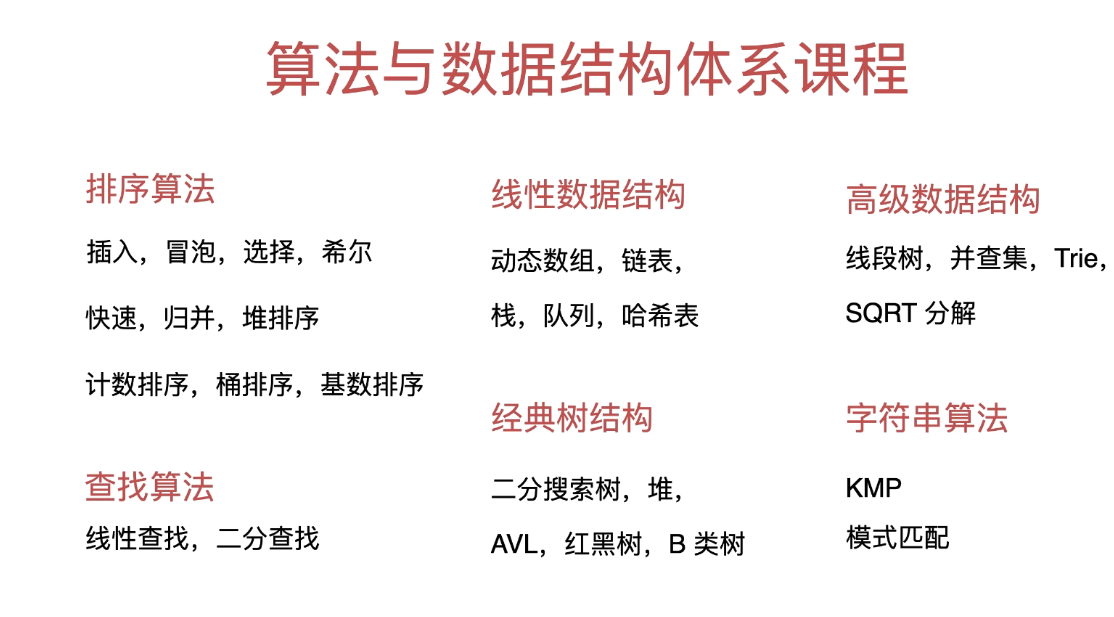 算法与数据结构体系课程
排序算法
插入，冒泡，选择，希尔
快速，归并，堆排序
计数排序，桶排序，基数排序
查找算法
线性查找，二分查找
线性数据结构
动态数组，链表，
栈，队列，哈希表
经典树结构
二分搜索树，堆，
AVL，红黑树，B 类树
高级数据结构
线段树，并查集，Trie，
SQRT 分解
字符串算法
KMP
模式匹配